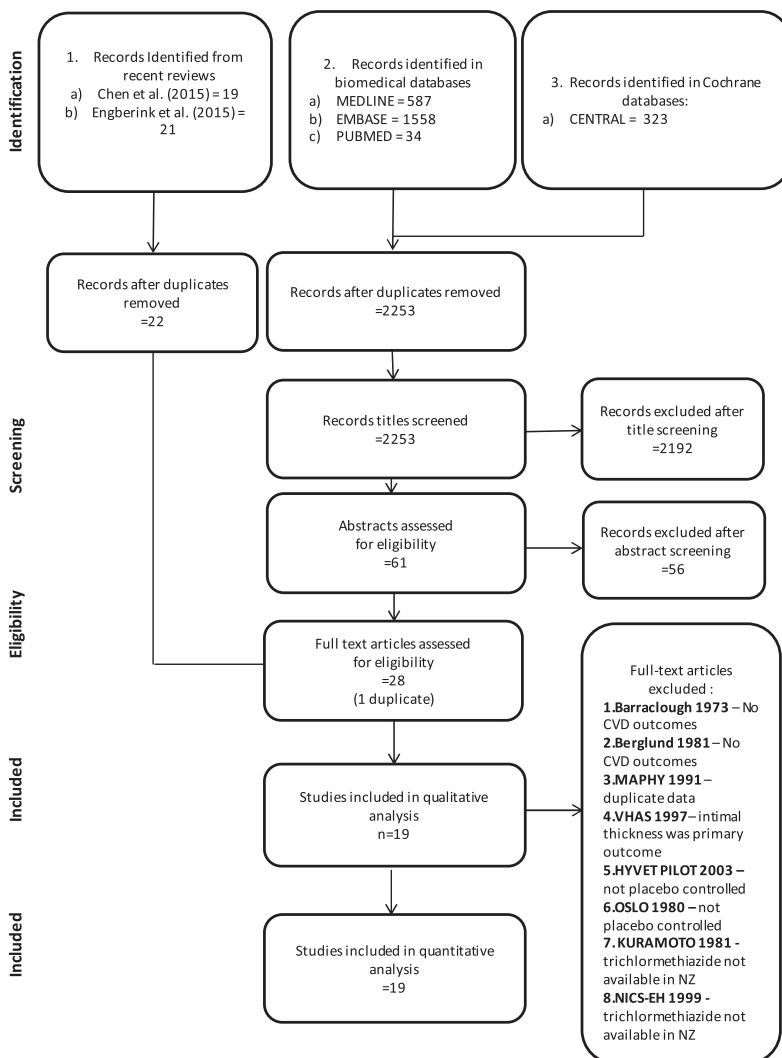 Identification
1. Records Identified from
recent reviews
a) Chen et al. (2015) = 19
b) Engberink et al. (2015) =
21
2. Records identified in
biomedical databases
a) MEDLINE = 587
b) EMBASE = 1558
c) PUBMED = 34
3. Records identified in Cochrane
databases:
a) CENTRAL = 323
Records after duplicates
removed
=22
Records after duplicates removed
=2253
Screening
Records titles screened
=2253
Records excluded after
title screening
=2192
Abstracts assessed
for eligibility
=61
Records excluded after
abstract screening
=56
Eligibility
Full text articles assessed
for eligibility
=28
(1 duplicate)
Included
Studies included in qualitative
analysis
n=19
Full-text articles
excluded :
1.Barraclough 1973 – No
CVD outcomes
2.Berglund 1981 – No
CVD outcomes
3.MAPHY 1991 –
duplicate data
4.VHAS 1997 – intimal
thickness was primary
outcome
5.HYVET PILOT 2003 –
not placebo controlled
6.OSLO 1980 – not
placebo controlled
7. KURAMOTO 1981 -
trichlormethiazide not
available in NZ
8.NICS-EH 1999 -
trichlormethiazide not
available in NZ
Included
Studies included in quantitative
analysis
=19